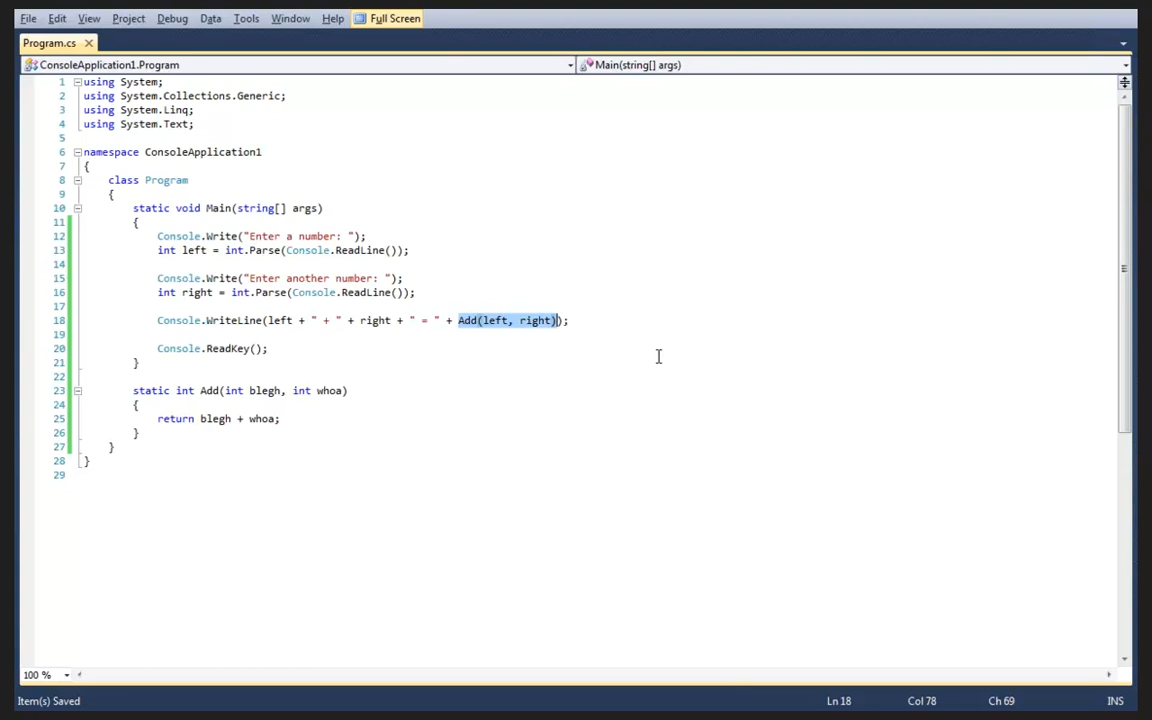 File Edit View Project Debug Data Tools Window Help Full Screen
Program.cs
ConsoleApplication1.Program Main(string[] args)
1 using System;
2 using System.Collections.Generic;
3 using System.Linq;
4 using System.Text;
5
6 namespace ConsoleApplication1
7 {
8 class Program
9 {
10 static void Main(string[] args)
11 {
12 Console.Write("Enter a number: ");
13 int left = int.Parse(Console.ReadLine());
14
15 Console.Write("Enter another number: ");
16 int right = int.Parse(Console.ReadLine());
17
18 Console.WriteLine(left + " + " + right + " = " + Add(left, right));
19
20 Console.ReadKey();
21 }
22
23 static int Add(int blegh, int whoa)
24 {
25 return blegh + whoa;
26 }
27 }
28 }
29
100 %
Item(s) Saved Ln 18 Col 78 Ch 69 INS